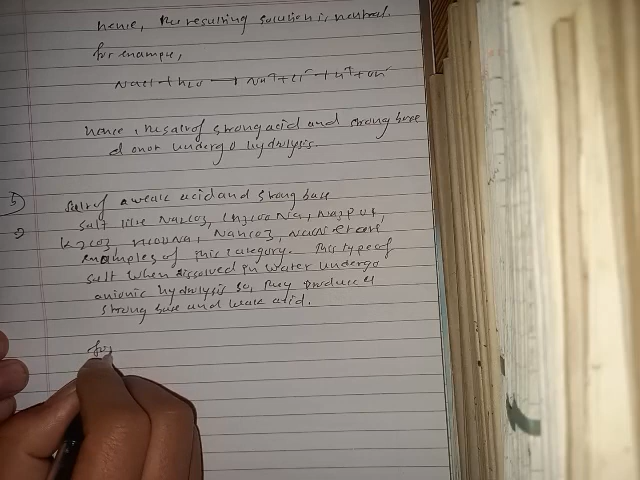 hence, the resulting solution is neutral.
for example,
NaCl + H2O → Na+ + Cl- + H+ + OH-
hence, the salt of strong acid and strong base
do not undergo hydrolysis.
5) Salt of a weak acid and strong base
→ Salt like Na2CO3, CH3COONa, Na3PO4,
K2CO3, HCOONa, NaHCO3, NaCN etc are
examples of this category. This type of
salt when dissolved in water undergo
anionic hydrolysis so, they produce
strong base and weak acid.
for